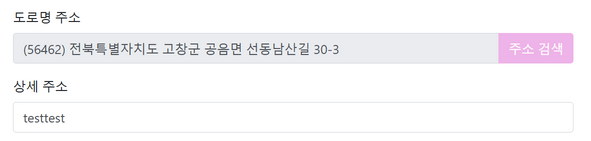 도로명 주소
(56462) 전북특별자치도 고창군 공음면 선동남산길 30-3 주소 검색
상세 주소
testtest